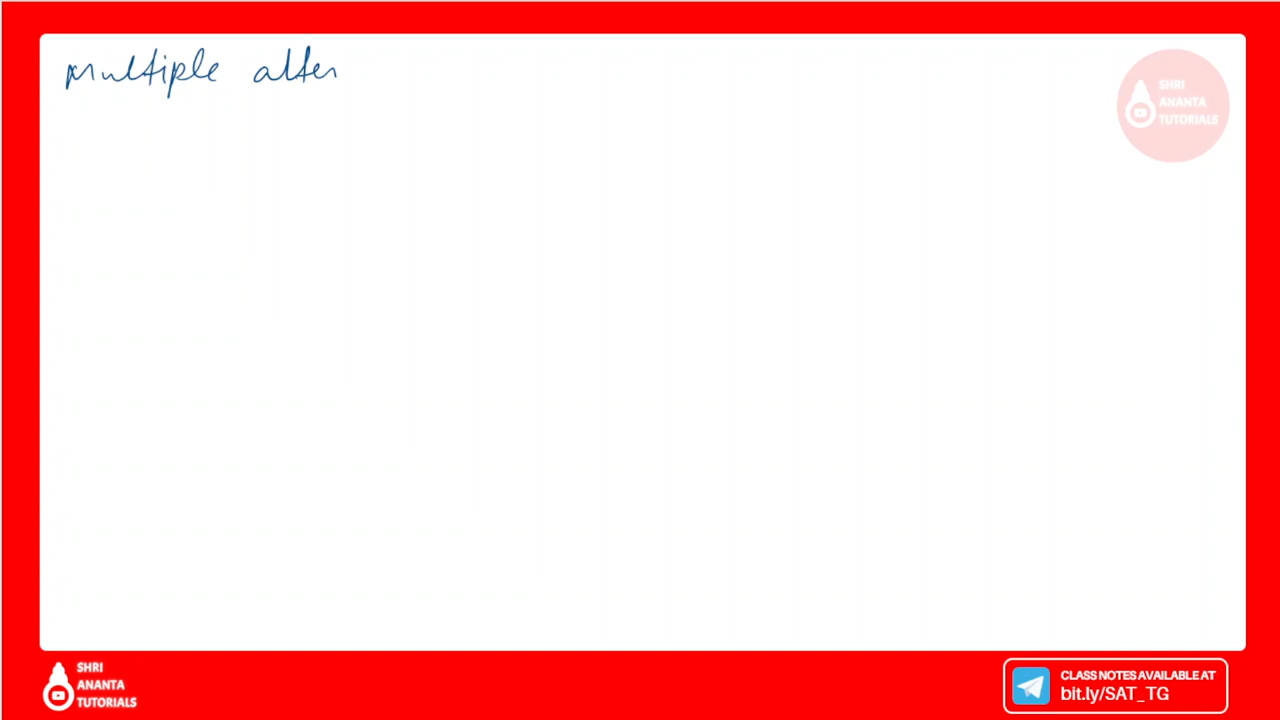 multiple alter
SHRI
ANANTA
TUTORIALS
SHRI
ANANTA
TUTORIALS
CLASS NOTES AVAILABLE AT
bit.ly/SAT_TG